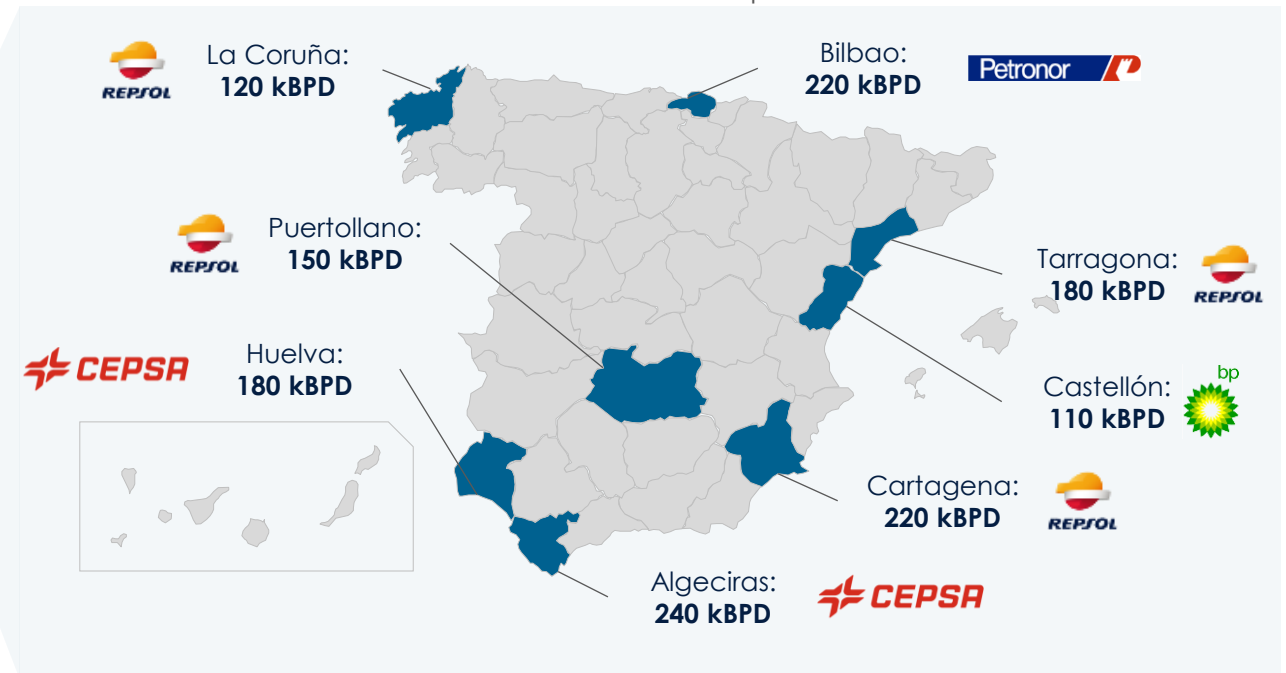 La Coruña:
120 kBPD
REPSOL
Bilbao:
220 kBPD
Petronor
Puertollano:
150 kBPD
REPSOL
Tarragona:
180 kBPD
REPSOL
Huelva:
180 kBPD
CEPSA
Castellón:
110 kBPD
bp
Cartagena:
220 kBPD
REPSOL
Algeciras:
240 kBPD
CEPSA